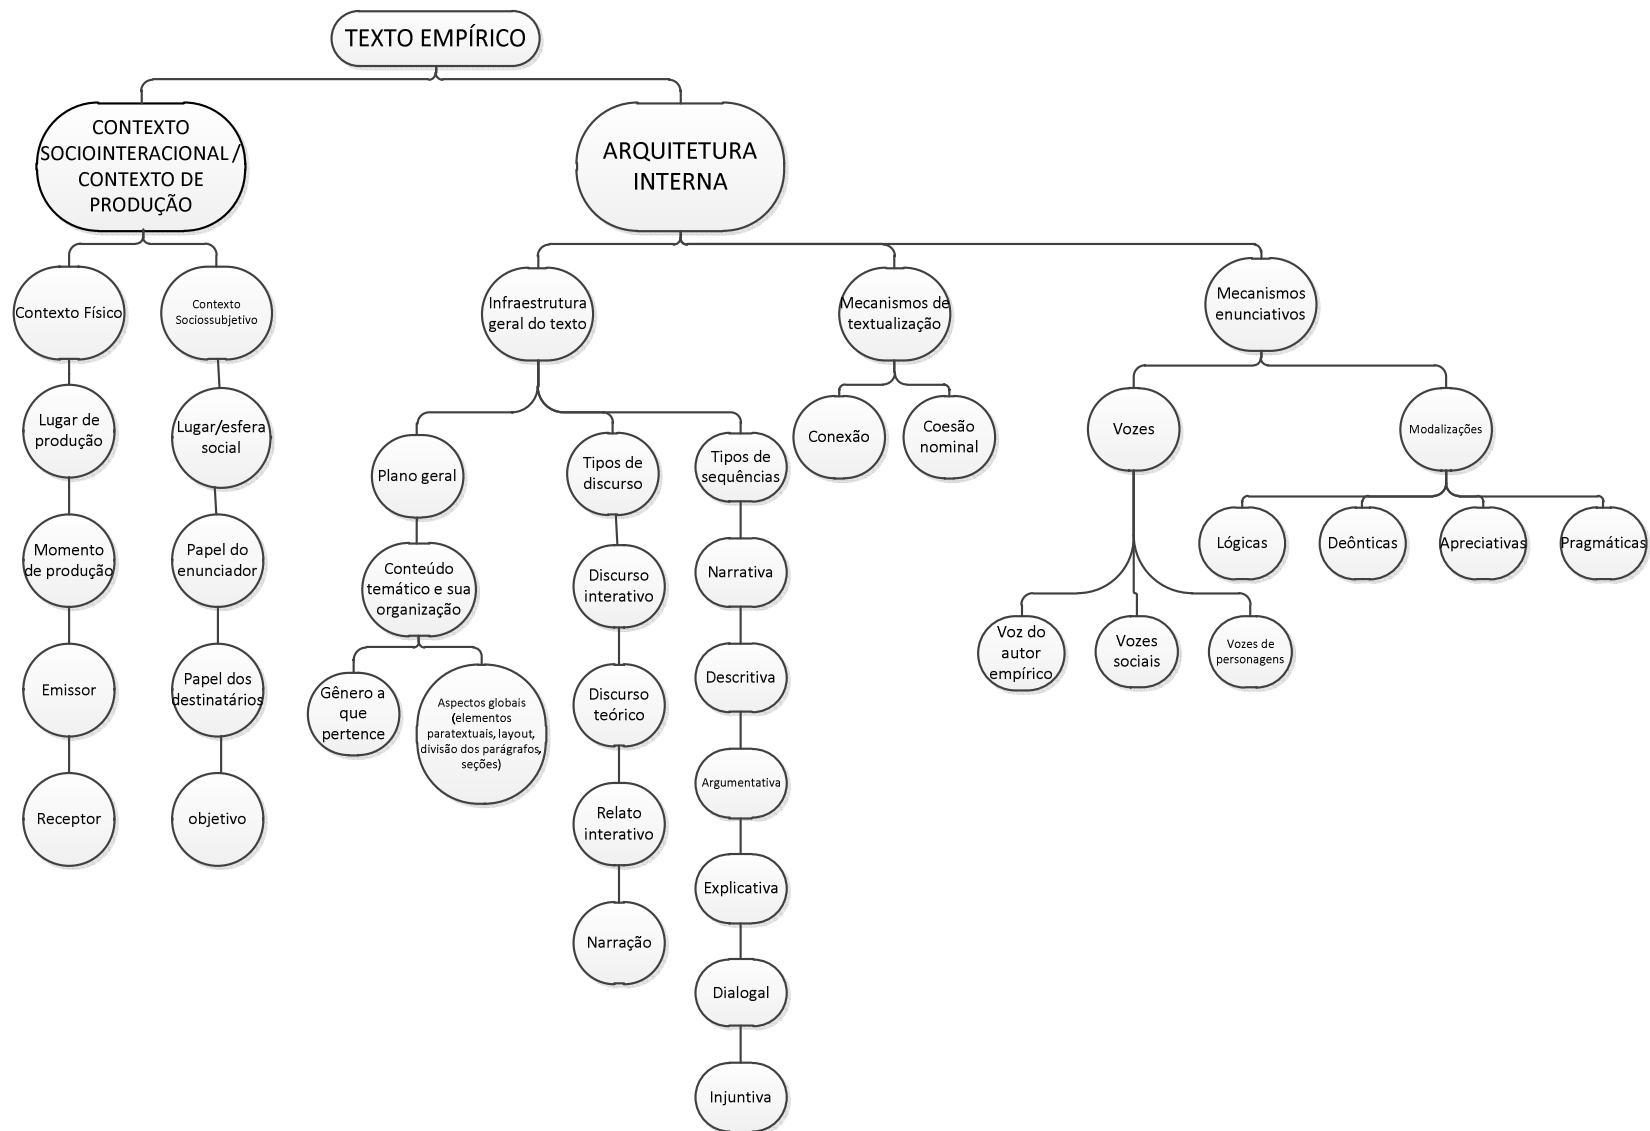 TEXTO EMPÍRICO
CONTEXTO
SOCIOINTERACIONAL /
CONTEXTO DE
PRODUÇÃO
ARQUITETURA
INTERNA
Contexto Físico
Contexto
Sociossubjetivo
Lugar de
produção
Lugar/esfera
social
Momento
de produção
Papel do
enunciador
Emissor
Papel dos
destinatários
Receptor
objetivo
Infraestrutura
geral do texto
Plano geral
Conteúdo
temático e sua
organização
Gênero a
que
pertence
Aspectos globais
(elementos
paratextuais, layout,
divisão dos parágrafos,
seções)
Tipos de
discurso
Discurso
interativo
Discurso
teórico
Relato
interativo
Narração
Tipos de
sequências
Narrativa
Descritiva
Argumentativa
Explicativa
Dialogal
Injuntiva
Mecanismos de
textualização
Conexão
Coesão
nominal
Mecanismos
enunciativos
Vozes
Voz do
autor
empírico
Vozes
sociais
Vozes de
personagens
Modalizações
Lógicas
Deônticas
Apreciativas
Pragmáticas